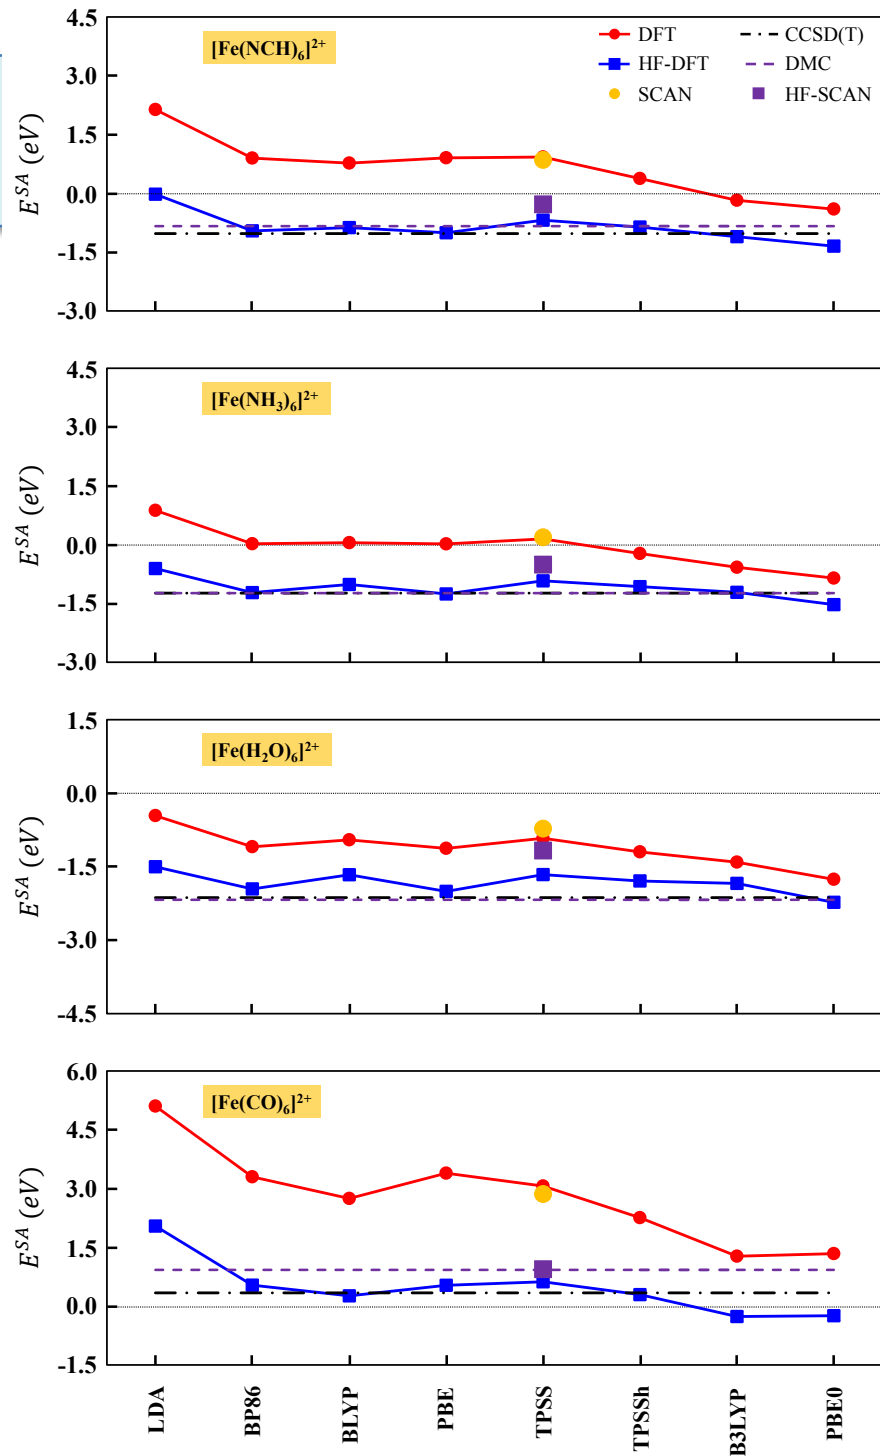 4.5
3.0
1.5
0.0
-1.5
-3.0
E^SA (eV)
[Fe(NCH)₆]²⁺
DFT
CCSD(T)
HF-DFT
DMC
SCAN
HF-SCAN
4.5
3.0
1.5
0.0
-1.5
-3.0
E^SA (eV)
[Fe(NH₃)₆]²⁺
1.5
0.0
-1.5
-3.0
-4.5
E^SA (eV)
[Fe(H₂O)₆]²⁺
6.0
4.5
3.0
1.5
0.0
-1.5
E^SA (eV)
[Fe(CO)₆]²⁺
LDA
BP86
BLYP
PBE
TPSS
TPSSh
B3LYP
PBE0